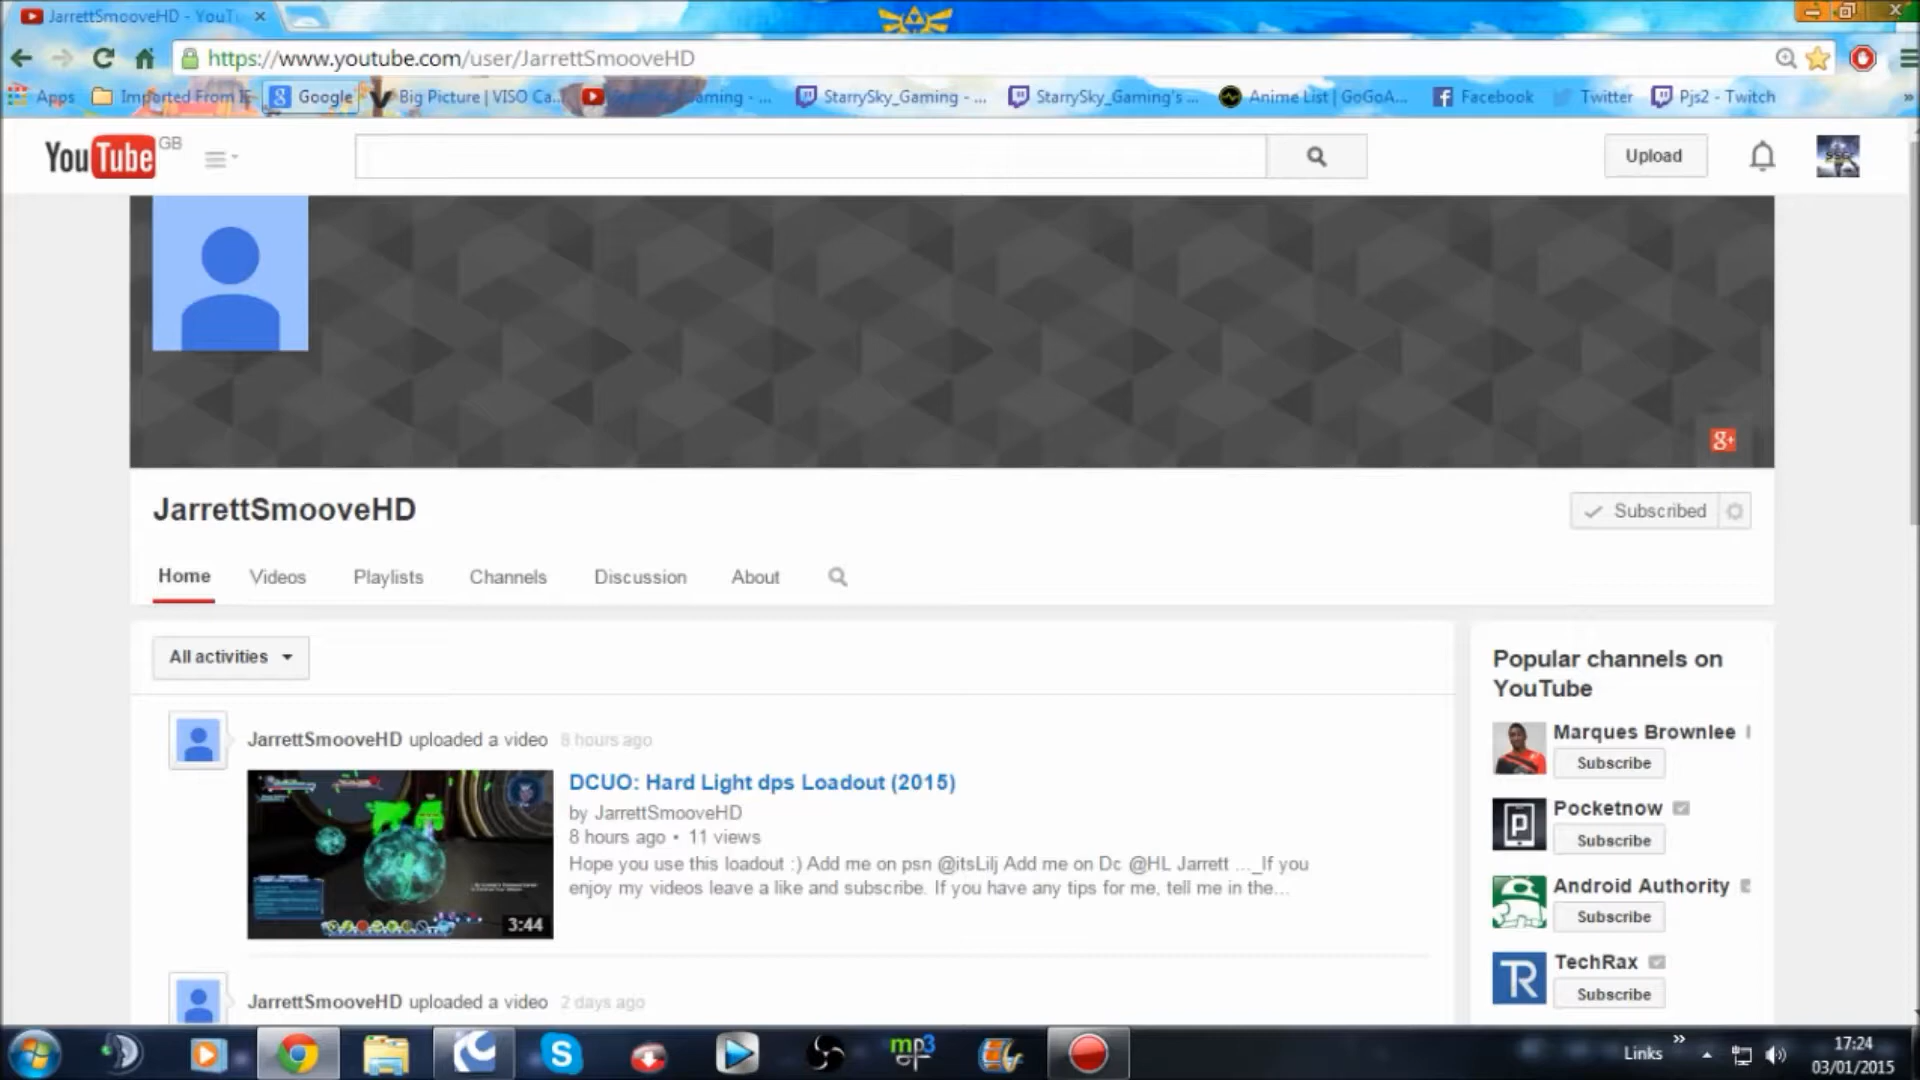 JarrettSmooveHD - YouTu
https://www.youtube.com/user/JarrettSmooveHD
Apps
Imported From IE
Google
Big Picture | VISO Ca...
Gaming - ...
StarrySky_Gaming - ...
StarrySky_Gaming's ...
Anime List | GoGoA...
Facebook
Twitter
Pjs2 - Twitch
YouTube GB
Upload
JarrettSmooveHD
Subscribed
Home
Videos
Playlists
Channels
Discussion
About
All activities
Popular channels on
YouTube
JarrettSmooveHD uploaded a video 8 hours ago
DCUO: Hard Light dps Loadout (2015)
by JarrettSmooveHD
8 hours ago • 11 views
Hope you use this loadout :) Add me on psn @itsLilj Add me on Dc @HL Jarrett ..._If you
enjoy my videos leave a like and subscribe. If you have any tips for me, tell me in the...
3:44
Marques Brownlee
Subscribe
Pocketnow
Subscribe
Android Authority
Subscribe
TechRax
Subscribe
JarrettSmooveHD uploaded a video 2 days ago
mp3
Links
17:24
03/01/2015